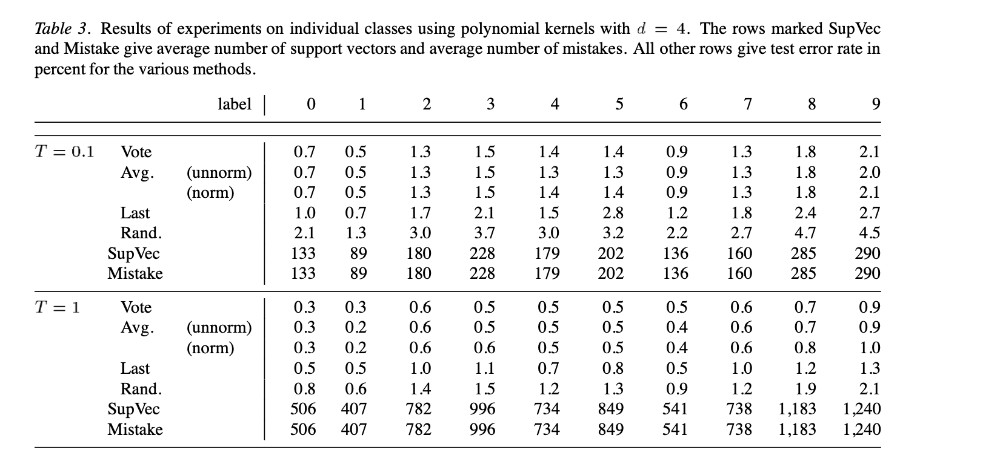 Table 3. Results of experiments on individual classes using polynomial kernels with d = 4. The rows marked SupVec
and Mistake give average number of support vectors and average number of mistakes. All other rows give test error rate in
percent for the various methods.
label 0 1 2 3 4 5 6 7 8 9
T = 0.1 Vote 0.7 0.5 1.3 1.5 1.4 1.4 0.9 1.3 1.8 2.1
Avg. (unnorm) 0.7 0.5 1.3 1.5 1.3 1.3 0.9 1.3 1.8 2.0
(norm) 0.7 0.5 1.3 1.5 1.4 1.4 0.9 1.3 1.8 2.1
Last 1.0 0.7 1.7 2.1 1.5 2.8 1.2 1.8 2.4 2.7
Rand. 2.1 1.3 3.0 3.7 3.0 3.2 2.2 2.7 4.7 4.5
SupVec 133 89 180 228 179 202 136 160 285 290
Mistake 133 89 180 228 179 202 136 160 285 290
T = 1 Vote 0.3 0.3 0.6 0.5 0.5 0.5 0.5 0.6 0.7 0.9
Avg. (unnorm) 0.3 0.2 0.6 0.5 0.5 0.5 0.4 0.6 0.7 0.9
(norm) 0.3 0.2 0.6 0.6 0.5 0.5 0.4 0.6 0.8 1.0
Last 0.5 0.5 1.0 1.1 0.7 0.8 0.5 1.0 1.2 1.3
Rand. 0.8 0.6 1.4 1.5 1.2 1.3 0.9 1.2 1.9 2.1
SupVec 506 407 782 996 734 849 541 738 1,183 1,240
Mistake 506 407 782 996 734 849 541 738 1,183 1,240